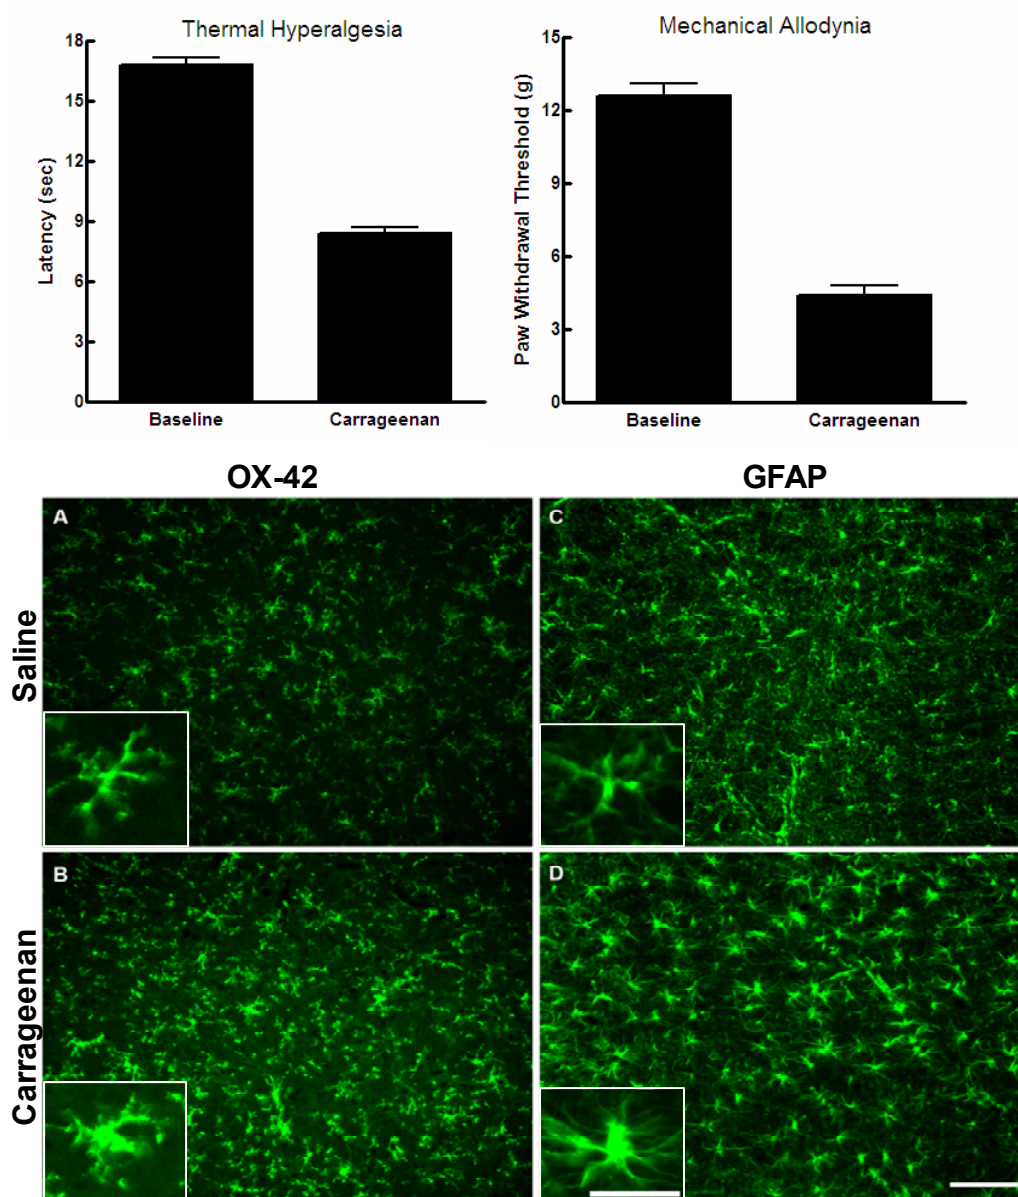 Thermal Hyperalgesia
Latency (sec)
18
15
12
9
6
3
0
Baseline Carrageenan
Mechanical Allodynia
Paw Withdrawal Threshold (g)
15
12
9
6
3
0
Baseline Carrageenan
OX-42 GFAP
Saline
A
C
Carrageenan
B
D